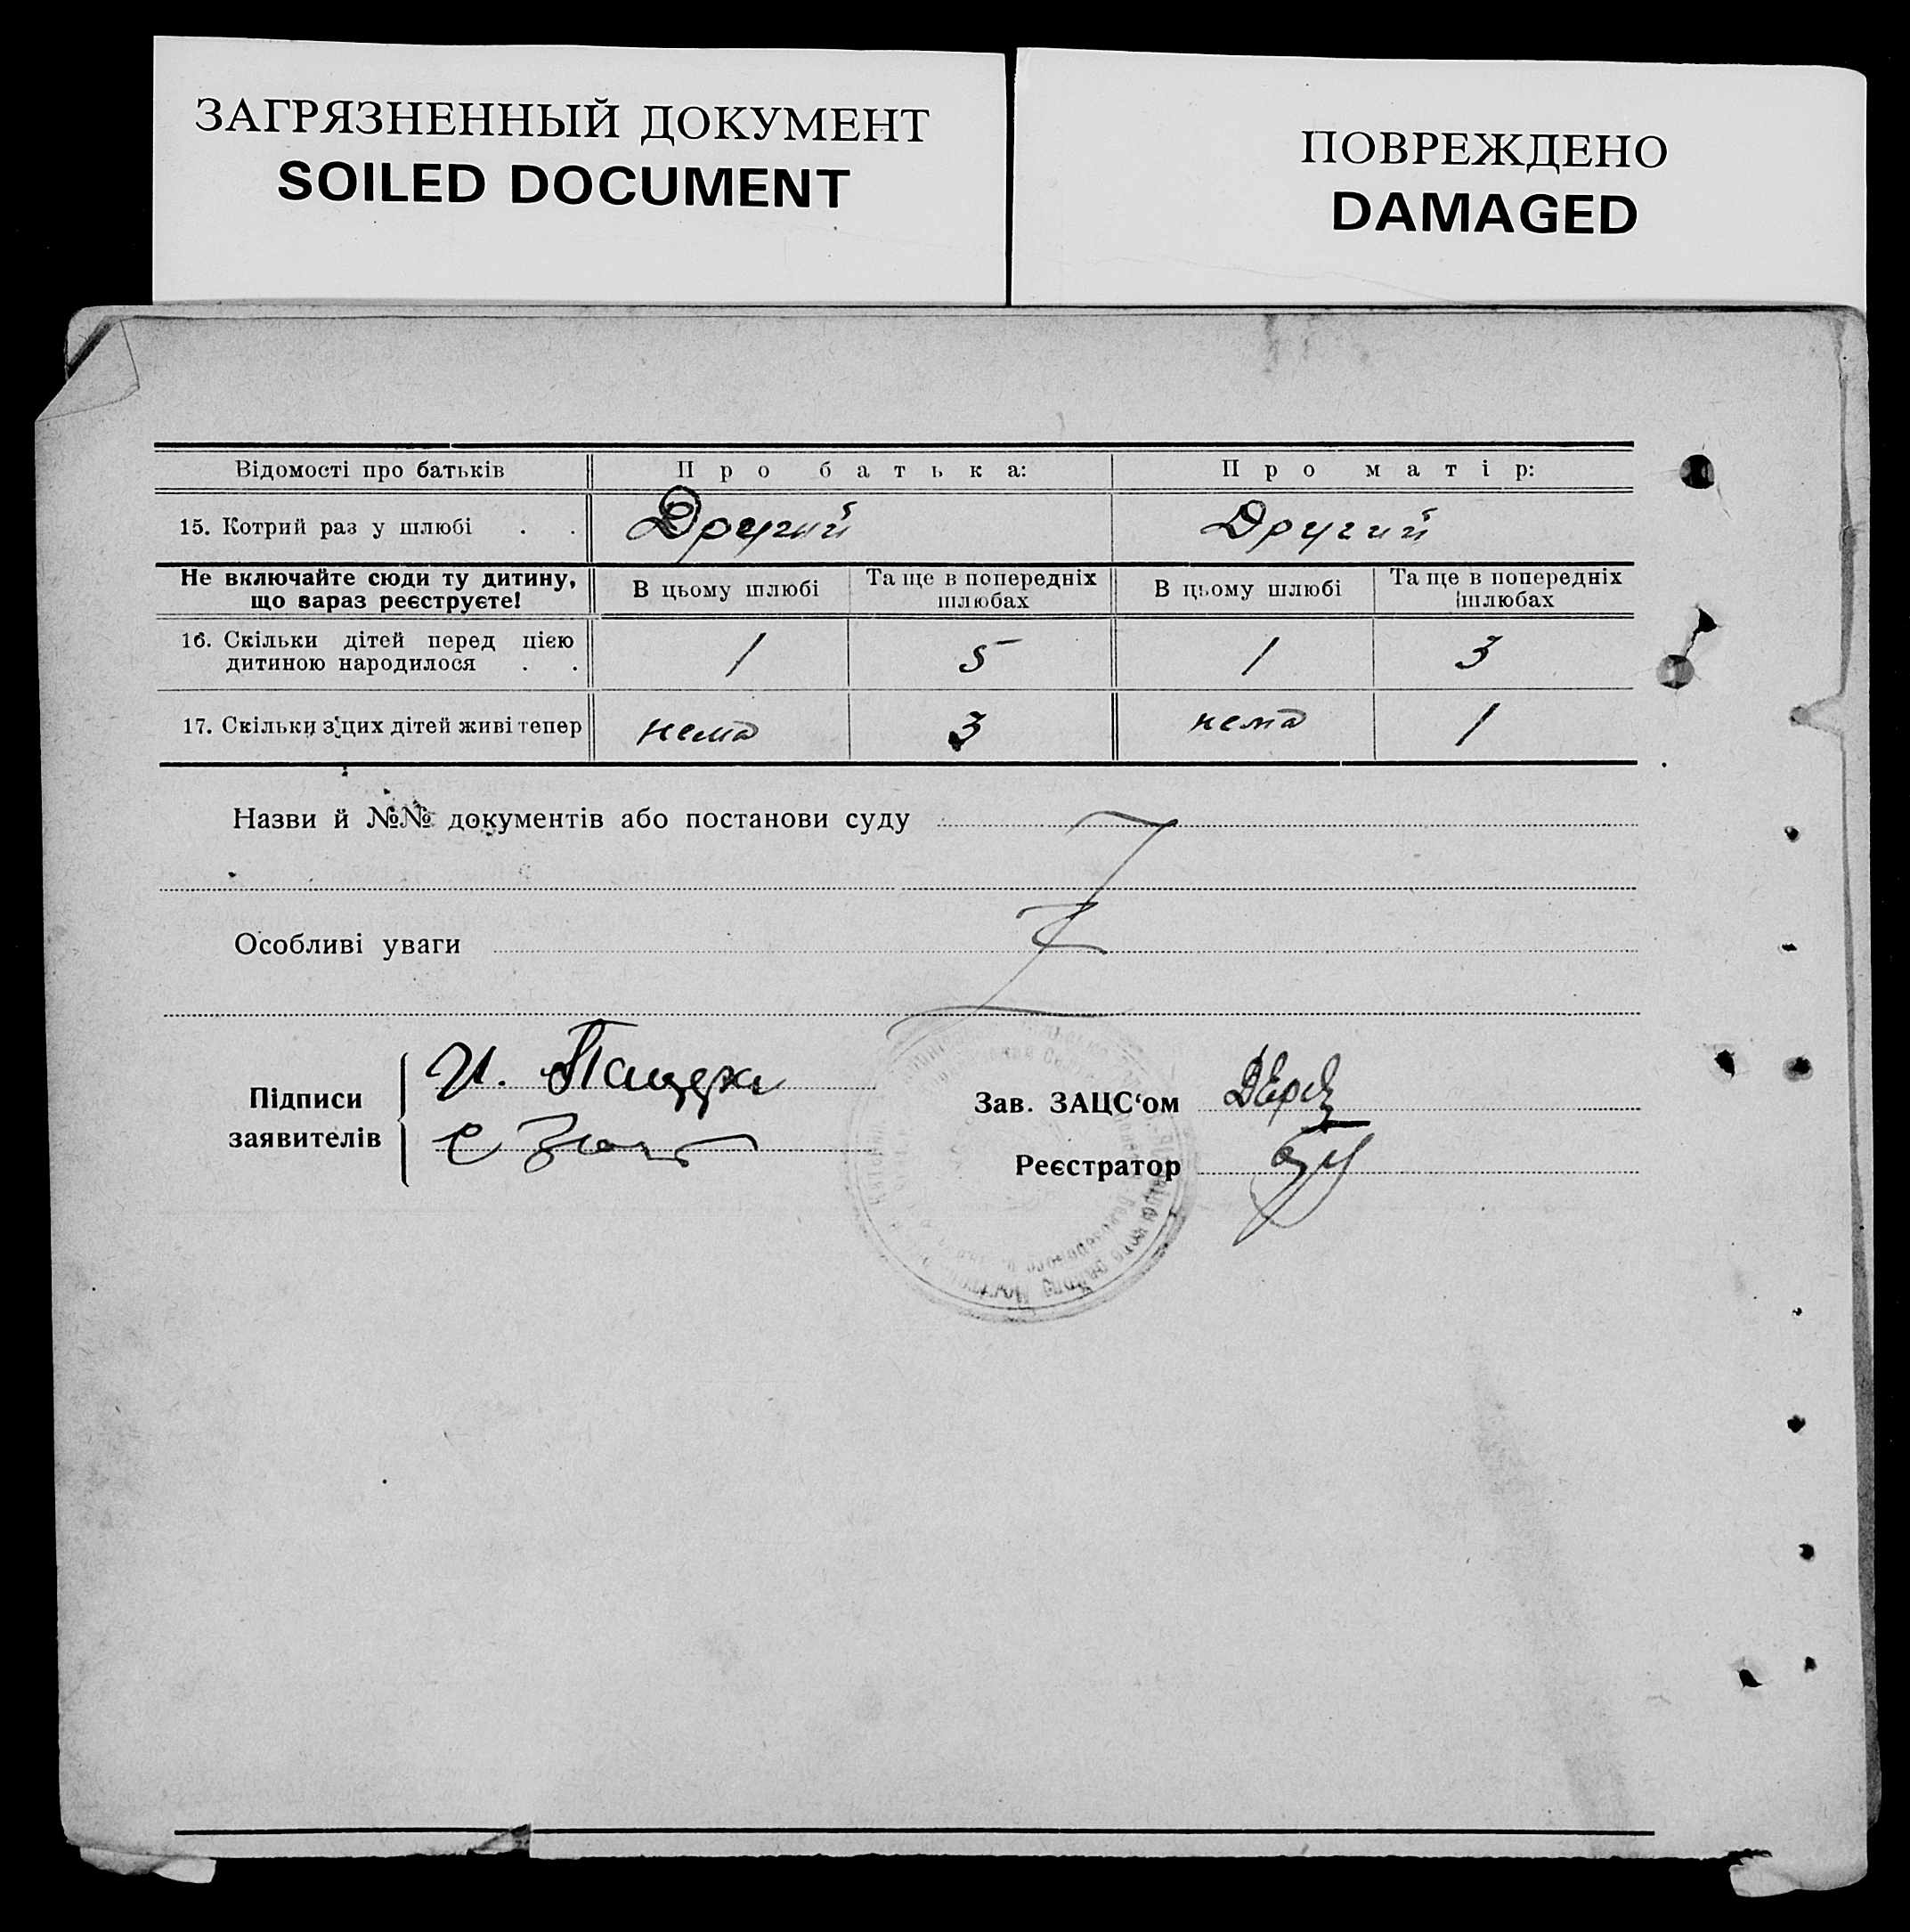 ЗАГРЯЗНЕННЫЙ ДОКУМЕНТ
SOILED DOCUMENT
ПОВРЕЖДЕНО
DAMAGED
Відомості про батьків Про батька: Про матір:
15. Котрий раз у шлюбі . . Другий Другий
Не включайте сюди ту дитину, що зараз реєструєте! В цьому шлюбі Та ще в попередніх шлюбах В цьому шлюбі Та ще в попередніх шлюбах
16. Скільки дітей перед цією дитиною народилося . . 1 5 1 3
17. Скільки з цих дітей живі тепер нема 3 нема 1
Назви й №№ документів або постанови суду
Особливі уваги
Підписи заявителів
И.
Зав. ЗАЦС‘ом
Реєстратор